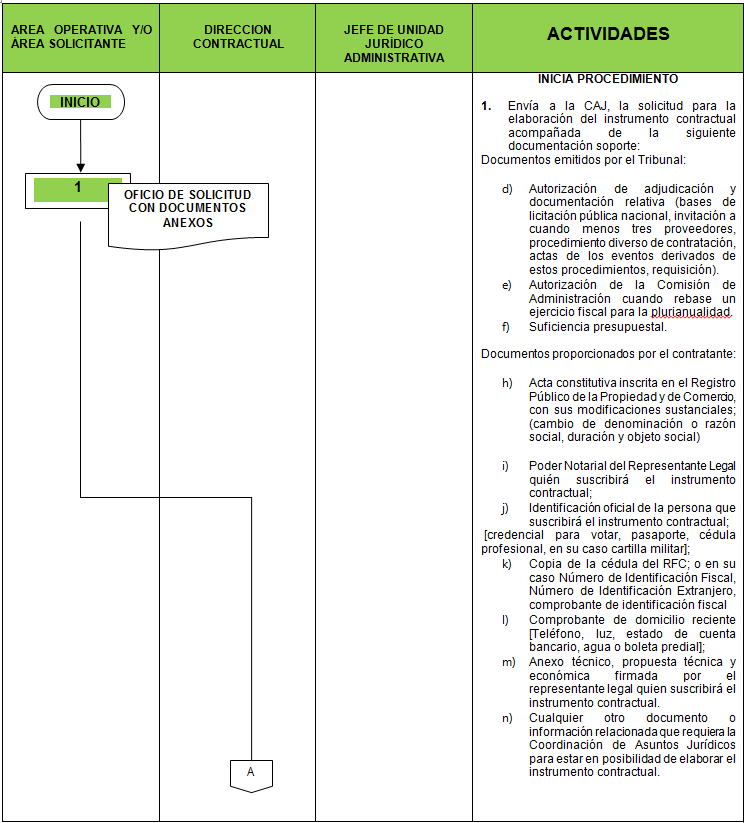 AREA OPERATIVA Y/O
ÁREA SOLICITANTE
DIRECCION
CONTRACTUAL
JEFE DE UNIDAD
JURÍDICO
ADMINISTRATIVA
ACTIVIDADES
INICIO
1
OFICIO DE SOLICITUD
CON DOCUMENTOS
ANEXOS
A
INICIA PROCEDIMIENTO
1. Envía a la CAJ, la solicitud para la
elaboración del instrumento contractual
acompañada de la siguiente
documentación soporte:
Documentos emitidos por el Tribunal:
d) Autorización de adjudicación y
documentación relativa (bases de
licitación pública nacional, invitación a
cuando menos tres proveedores,
procedimiento diverso de contratación,
actas de los eventos derivados de
estos procedimientos, requisición).
e) Autorización de la Comisión de
Administración cuando rebase un
ejercicio fiscal para la plurianualidad.
f) Suficiencia presupuestal.
Documentos proporcionados por el contratante:
h) Acta constitutiva inscrita en el Registro
Público de la Propiedad y de Comercio,
con sus modificaciones sustanciales;
(cambio de denominación o razón
social, duración y objeto social)
i) Poder Notarial del Representante Legal
quién suscribirá el instrumento
contractual;
j) Identificación oficial de la persona que
suscribirá el instrumento contractual;
[credencial para votar, pasaporte, cédula
profesional, en su caso cartilla militar];
k) Copia de la cédula del RFC; o en su
caso Número de Identificación Fiscal,
Número de Identificación Extranjero,
comprobante de identificación fiscal
l) Comprobante de domicilio reciente
[Teléfono, luz, estado de cuenta
bancario, agua o boleta predial];
m) Anexo técnico, propuesta técnica y
económica firmada por el
representante legal quien suscribirá el
instrumento contractual.
n) Cualquier otro documento o
información relacionada que requiera la
Coordinación de Asuntos Jurídicos
para estar en posibilidad de elaborar el
instrumento contractual.